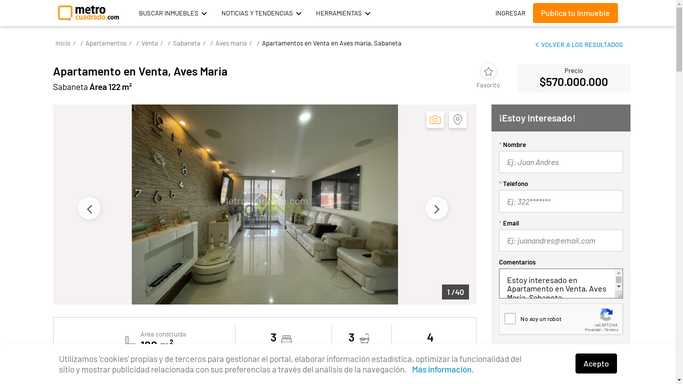 metro
cuadrado.com
BUSCAR INMUEBLES
NOTICIAS Y TENDENCIAS
HERRAMIENTAS
INGRESAR
Publica tu Inmueble
Inicio / Apartamentos / Venta / Sabaneta / Aves maria / Apartamentos en Venta en Aves maria, Sabaneta
VOLVER A LOS RESULTADOS
Apartamento en Venta, Aves Maria
Sabaneta Área 122 m²
Favorito
Precio
$570.000.000
1 /40
¡Estoy Interesado!
* Nombre
Ej: Juan Andres
* Telefono
Ej: 322*******
* Email
Ej: juanandres@email.com
Comentarios
Estoy interesado en
Apartamento en Venta, Aves
Maria, Sabaneta
No soy un robot
reCAPTCHA
Privacidad - Términos
Área construida
3
3
4
Utilizamos 'cookies' propias y de terceros para gestionar el portal, elaborar información estadística, optimizar la funcionalidad del
sitio y mostrar publicidad relacionada con sus preferencias a través del análisis de la navegación. Más información.
Acepto